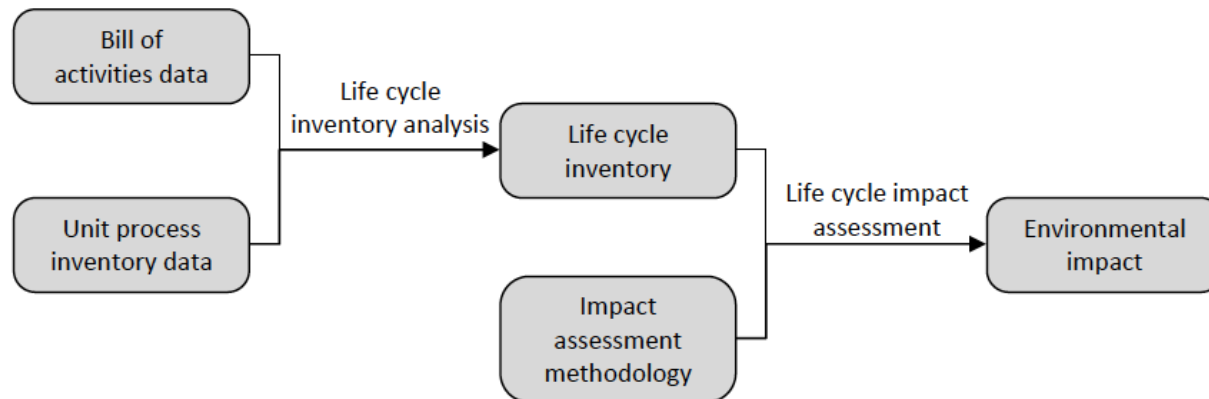 Bill of
activities data
Life cycle
inventory analysis
Unit process
inventory data
Life cycle
inventory
Impact
assessment
methodology
Life cycle impact
assessment
Environmental
impact